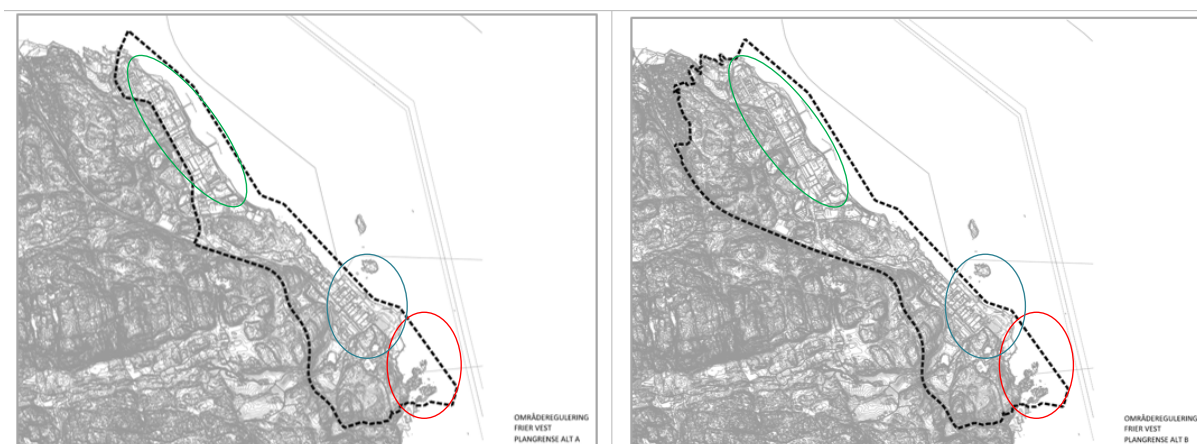 OMRÅDEREGULERING
FRIER VEST
PLANGRENSE ALT A
OMRÅDEREGULERING
FRIER VEST
PLANGRENSE ALT B